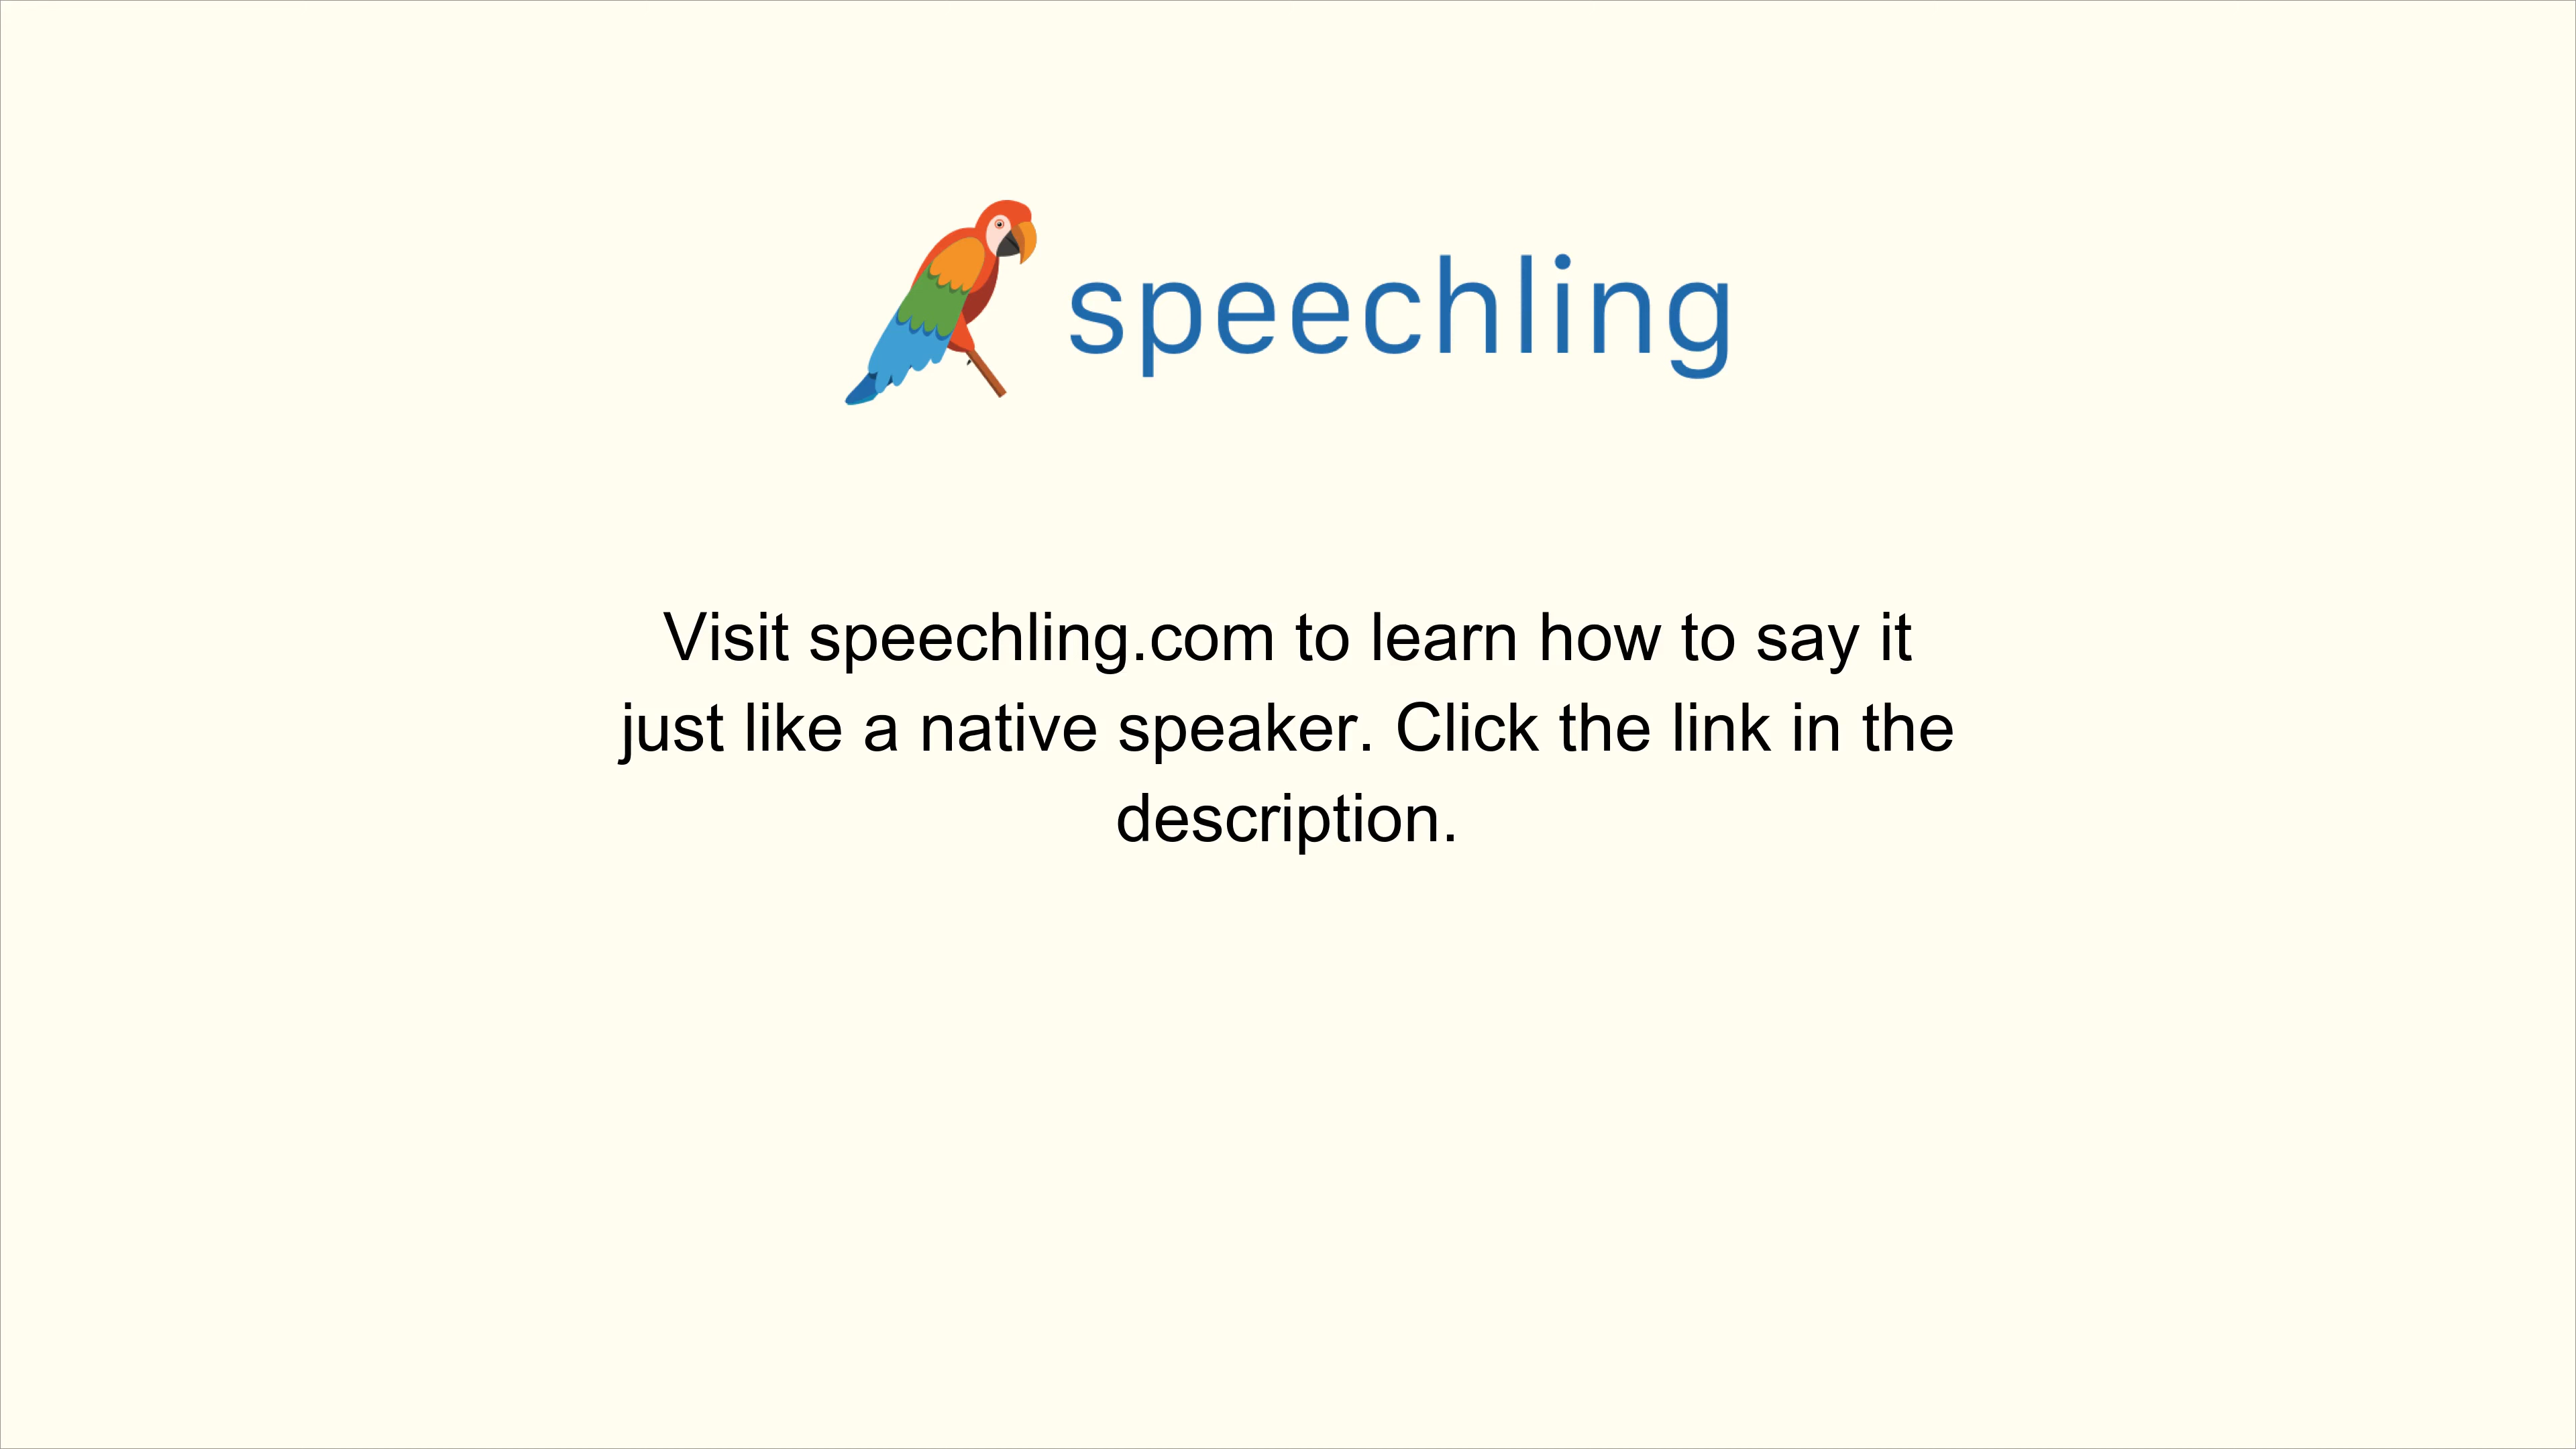 speechling
Visit speechling.com to learn how to say it
just like a native speaker. Click the link in the
description.